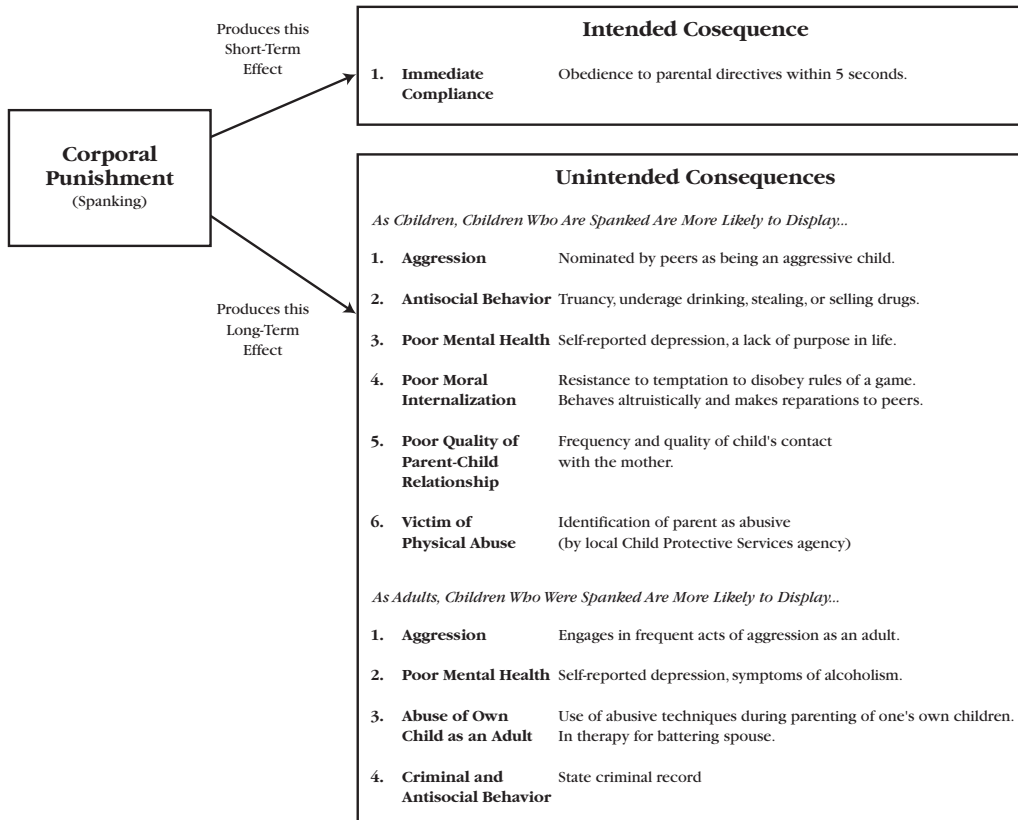 Produces this
Short-Term
Effect
Corporal
Punishment
(Spanking)
Produces this
Long-Term
Effect
Intended Cosequence
1. Immediate Obedience to parental directives within 5 seconds.
Compliance
Unintended Consequences
As Children, Children Who Are Spanked Are More Likely to Display...
1. Aggression Nominated by peers as being an aggressive child.
2. Antisocial Behavior Truancy, underage drinking, stealing, or selling drugs.
3. Poor Mental Health Self-reported depression, a lack of purpose in life.
4. Poor Moral Resistance to temptation to disobey rules of a game.
Internalization Behaves altruistically and makes reparations to peers.
5. Poor Quality of Frequency and quality of child's contact
Parent-Child with the mother.
Relationship
6. Victim of Identification of parent as abusive
Physical Abuse (by local Child Protective Services agency)
As Adults, Children Who Were Spanked Are More Likely to Display...
1. Aggression Engages in frequent acts of aggression as an adult.
2. Poor Mental Health Self-reported depression, symptoms of alcoholism.
3. Abuse of Own Use of abusive techniques during parenting of one's own children.
Child as an Adult In therapy for battering spouse.
4. Criminal and State criminal record
Antisocial Behavior